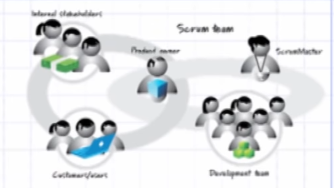 Internal stakeholders
Scrum team
Product owner
ScrumMaster
Customers/users
Development team